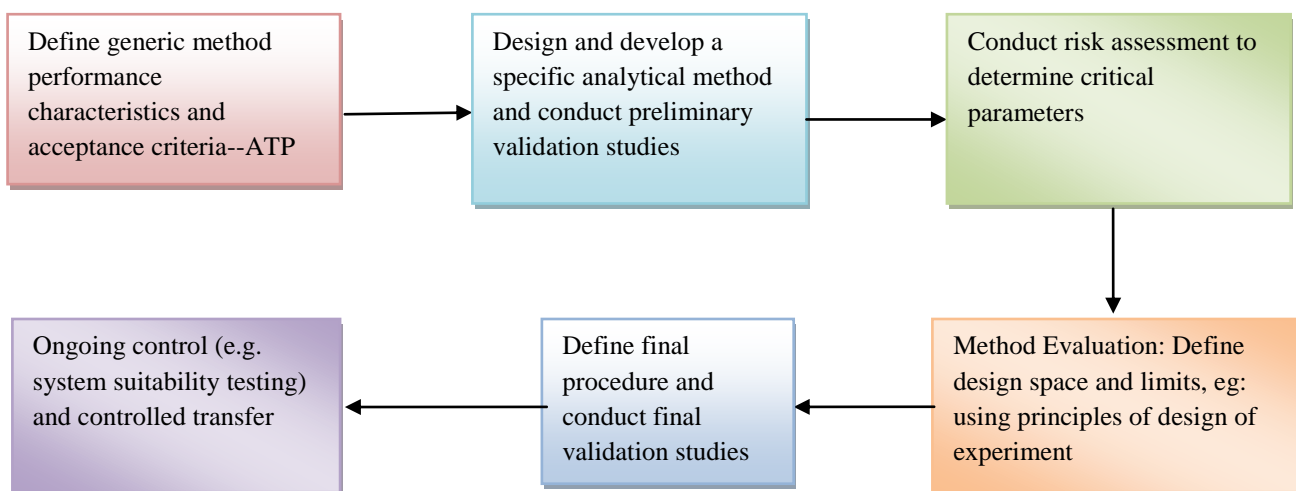 Define generic method
performance
characteristics and
acceptance criteria--ATP
Design and develop a
specific analytical method
and conduct preliminary
validation studies
Conduct risk assessment to
determine critical
parameters
Method Evaluation: Define
design space and limits, eg:
using principles of design of
experiment
Define final
procedure and
conduct final
validation studies
Ongoing control (e.g.
system suitability testing)
and controlled transfer